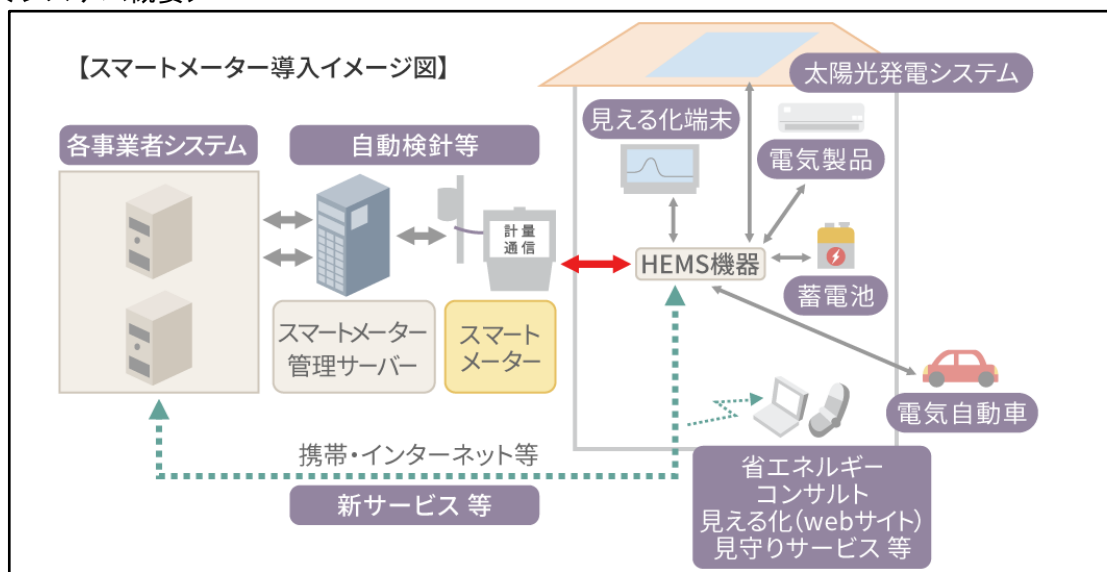 【スマートメーター導入イメージ図】
太陽光発電システム
見える化端末
各事業者システム
自動検針等
電気製品
計量
通信
HEMS機器
蓄電池
スマートメーター
管理サーバー
スマート
メーター
電気自動車
携帯・インターネット等
新サービス 等
省エネルギー
コンサルト
見える化(webサイト)
見守りサービス 等